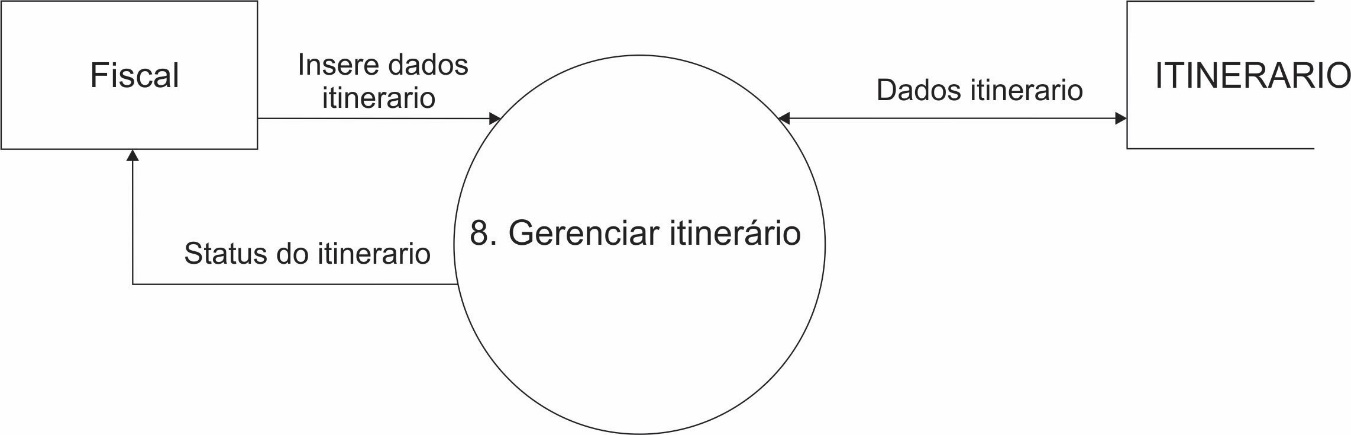 Fiscal
Insere dados
itinerario
Dados itinerario
ITINERARIO
8. Gerenciar itinerário
Status do itinerario